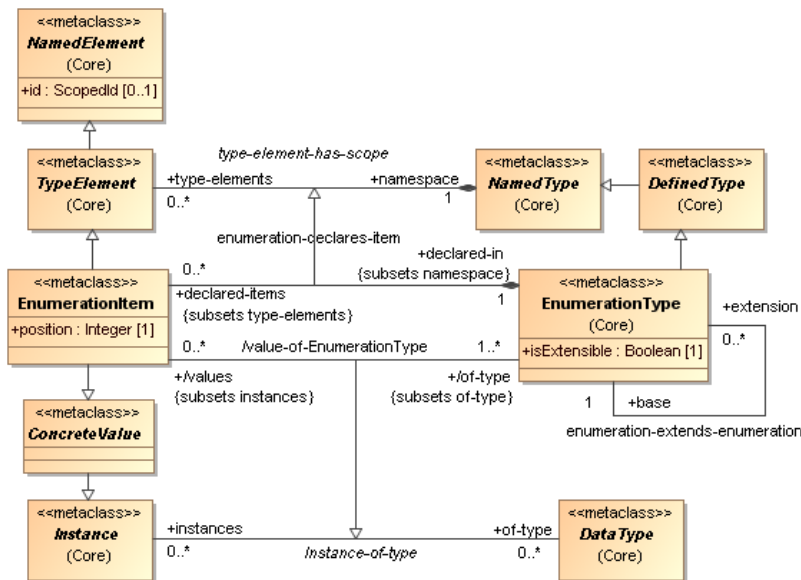 <<metaclass>>
NamedElement
(Core)
+id : ScopedId [0..1]
<<metaclass>>
TypeElement
(Core)
type-element-has-scope
+type-elements
0..*
+namespace
1
<<metaclass>>
NamedType
(Core)
<<metaclass>>
DefinedType
(Core)
enumeration-declares-item
<<metaclass>>
EnumerationItem
+position : Integer [1]
0..*
+declared-items
{subsets type-elements}
+declared-in
{subsets namespace}
1
<<metaclass>>
EnumerationType
(Core)
+isExtensible : Boolean [1]
+extension
0..*
0..*
/value-of-EnumerationType
1..*
+/values
{subsets instances}
+/of-type
{subsets of-type}
1
+base
enumeration-extends-enumeration
<<metaclass>>
ConcreteValue
<<metaclass>>
Instance
(Core)
+instances
0..*
Instance-of-type
+of-type
0..*
<<metaclass>>
DataType
(Core)